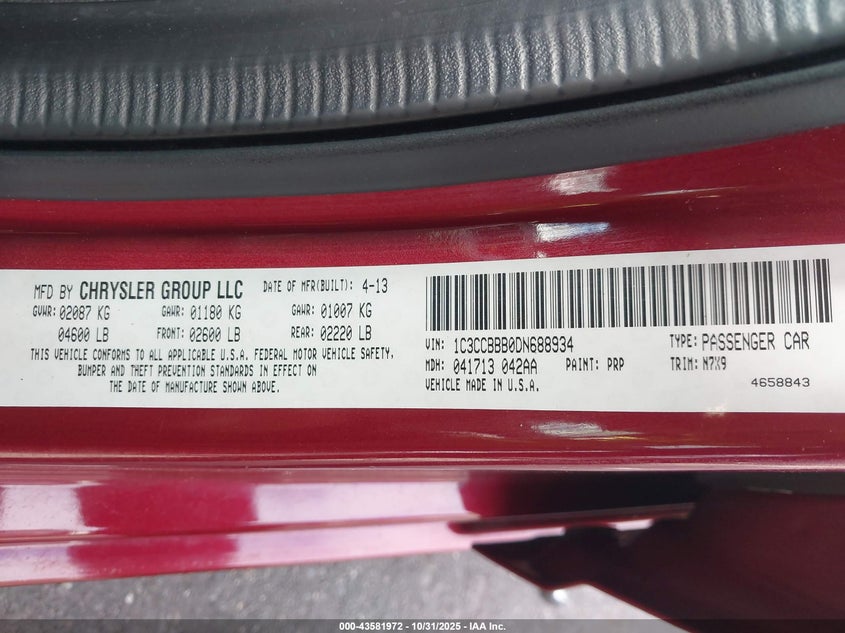 MFD BY CHRYSLER GROUP LLC DATE OF MFR(BUILT): 4-13
GVWR: 02087 KG GAWR: 01180 KG GAWR: 01007 KG
04600 LB FRONT: 02600 LB REAR: 02220 LB
THIS VEHICLE CONFORMS TO ALL APPLICABLE U.S.A. FEDERAL MOTOR VEHICLE SAFETY,
BUMPER AND THEFT PREVENTION STANDARDS IN EFFECT ON
THE DATE OF MANUFACTURE SHOWN ABOVE.
VIN: 1C3CCBBB0DN688934 TYPE: PASSENGER CAR
MDH: 041713 042AA PAINT: PRP TRIM: N7X9
VEHICLE MADE IN U.S.A. 4658843
000-43581972 | 10/31/2025 | IAA Inc.